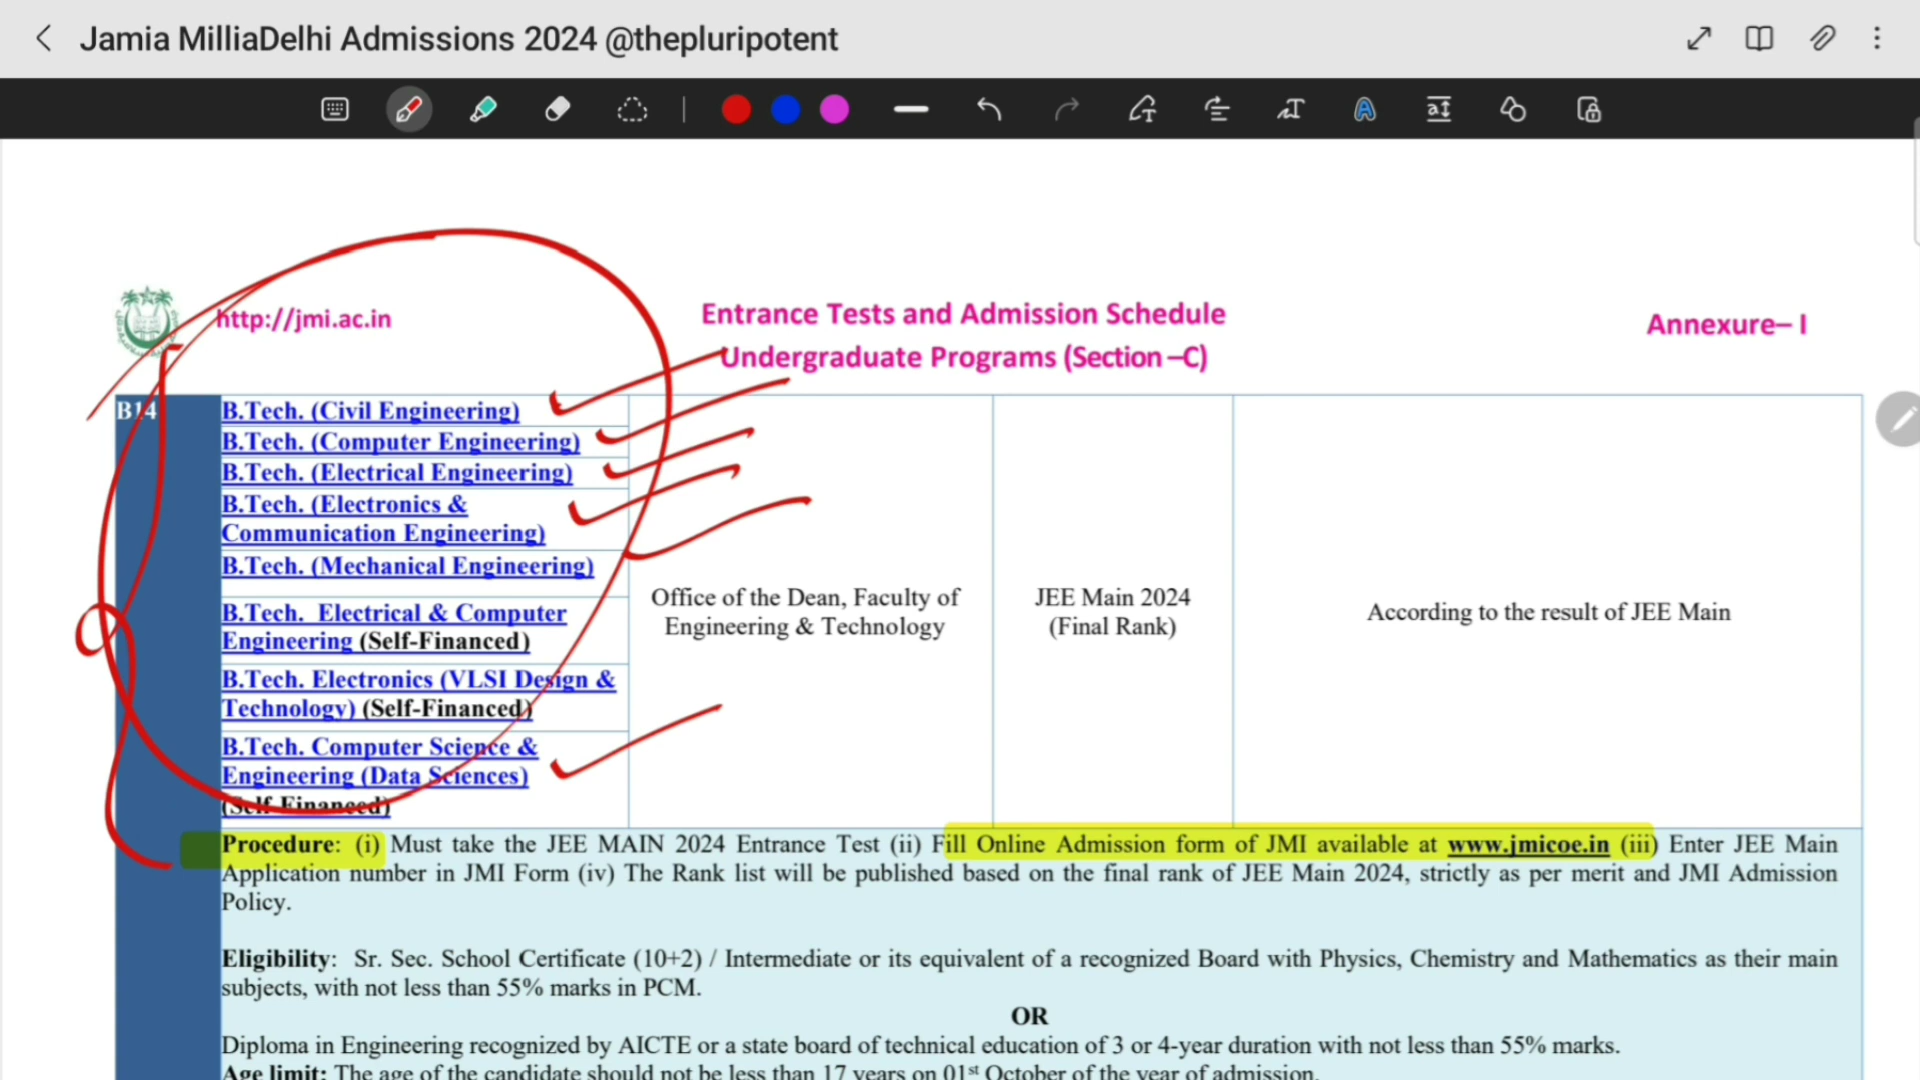 Jamia MilliaDelhi Admissions 2024 @thepluripotent
http://jmi.ac.in
Entrance Tests and Admission Schedule
Undergraduate Programs (Section –C)
Annexure– I
B14
B.Tech. (Civil Engineering)
B.Tech. (Computer Engineering)
B.Tech. (Electrical Engineering)
B.Tech. (Electronics &
Communication Engineering)
B.Tech. (Mechanical Engineering)
B.Tech. Electrical & Computer
Engineering (Self-Financed)
B.Tech. Electronics (VLSI Design &
Technology) (Self-Financed)
B.Tech. Computer Science &
Engineering (Data Sciences)
(Self-Financed)
Office of the Dean, Faculty of
Engineering & Technology
JEE Main 2024
(Final Rank)
According to the result of JEE Main
Procedure: (i) Must take the JEE MAIN 2024 Entrance Test (ii) Fill Online Admission form of JMI available at www.jmicoe.in (iii) Enter JEE Main
Application number in JMI Form (iv) The Rank list will be published based on the final rank of JEE Main 2024, strictly as per merit and JMI Admission
Policy.
Eligibility: Sr. Sec. School Certificate (10+2) / Intermediate or its equivalent of a recognized Board with Physics, Chemistry and Mathematics as their main
subjects, with not less than 55% marks in PCM.
OR
Diploma in Engineering recognized by AICTE or a state board of technical education of 3 or 4-year duration with not less than 55% marks.
Age limit: The age of the candidate should not be less than 17 years on 01st October of the year of admission.